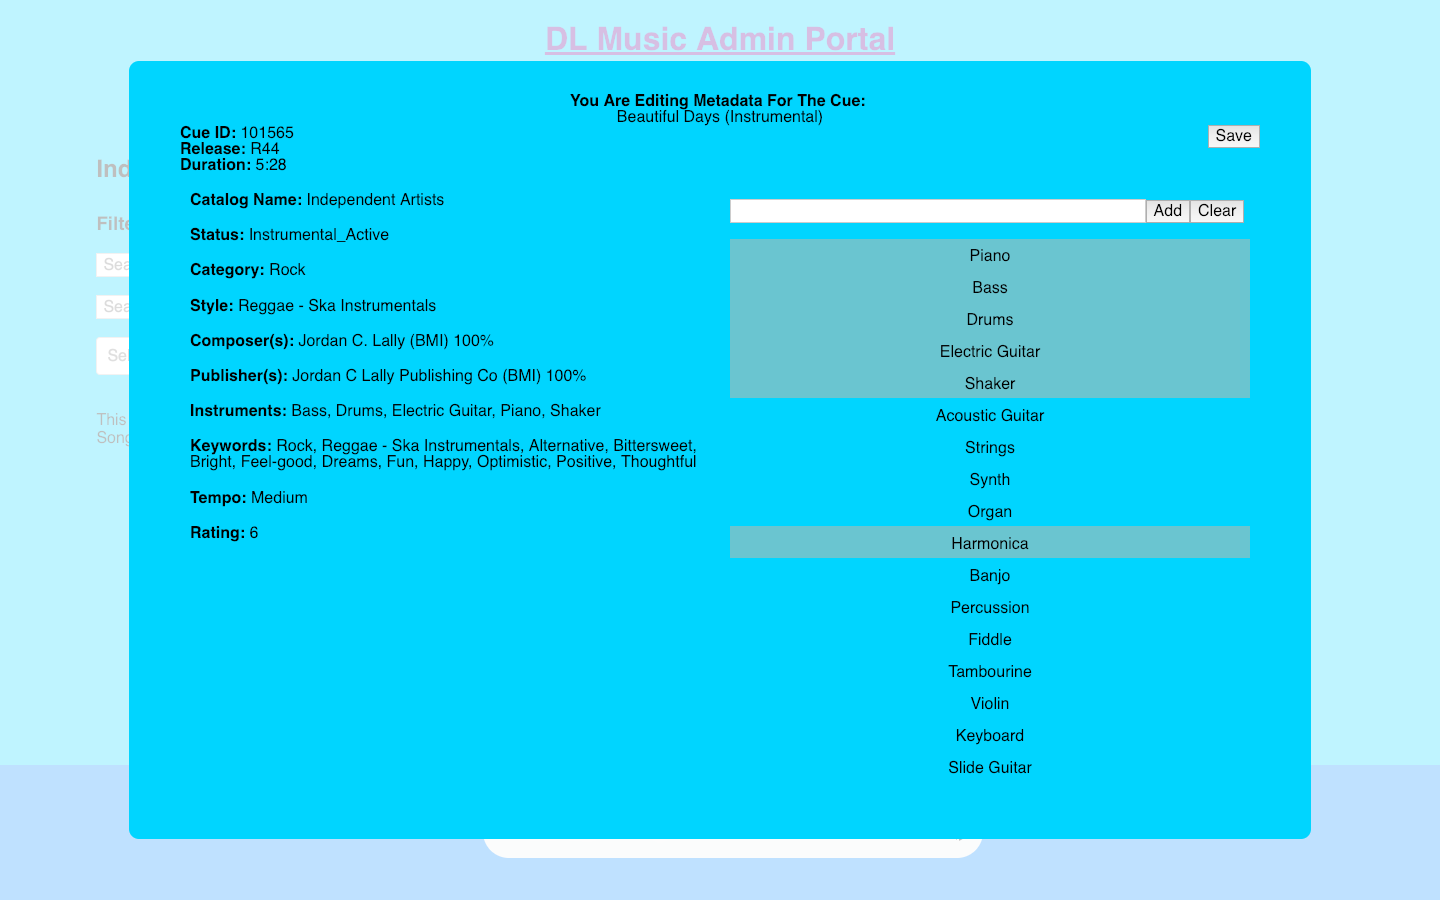 DL Music Admin Portal
You Are Editing Metadata For The Cue:
Beautiful Days (Instrumental)
Cue ID: 101565
Release: R44
Duration: 5:28
Save
Ind
Filte
Sea
Sea
Sel
This
Song
Catalog Name: Independent Artists
Status: Instrumental_Active
Category: Rock
Style: Reggae - Ska Instrumentals
Composer(s): Jordan C. Lally (BMI) 100%
Publisher(s): Jordan C Lally Publishing Co (BMI) 100%
Instruments: Bass, Drums, Electric Guitar, Piano, Shaker
Keywords: Rock, Reggae - Ska Instrumentals, Alternative, Bittersweet,
Bright, Feel-good, Dreams, Fun, Happy, Optimistic, Positive, Thoughtful
Tempo: Medium
Rating: 6
Add Clear
Piano
Bass
Drums
Electric Guitar
Shaker
Acoustic Guitar
Strings
Synth
Organ
Harmonica
Banjo
Percussion
Fiddle
Tambourine
Violin
Keyboard
Slide Guitar